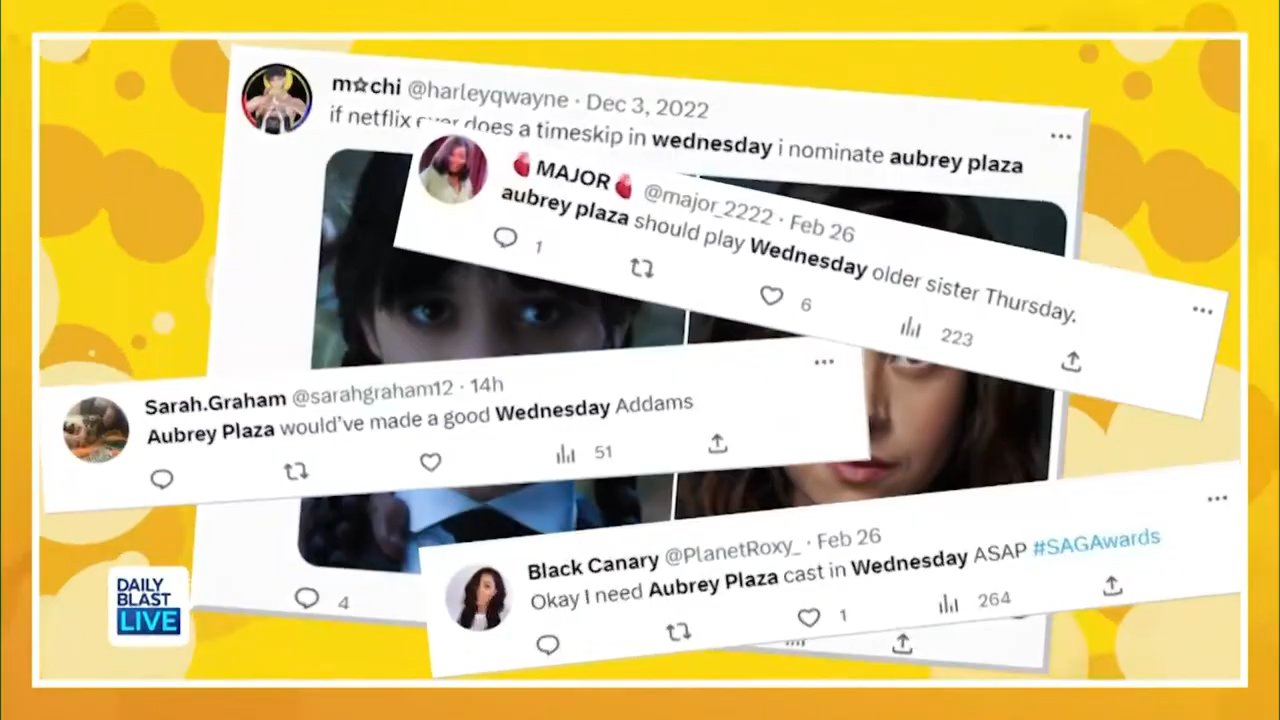 m☆chi @harleyqwayne · Dec 3, 2022
if netflix ever does a timeskip in wednesday i nominate aubrey plaza
MAJOR @major_2222 · Feb 26
aubrey plaza should play Wednesday older sister Thursday.
1 6 223
Sarah.Graham @sarahgraham12 · 14h
Aubrey Plaza would've made a good Wednesday Addams
51
Black Canary @PlanetRoxy_ · Feb 26
Okay I need Aubrey Plaza cast in Wednesday ASAP #SAGAwards
1 264
4
DAILY
BLAST
LIVE